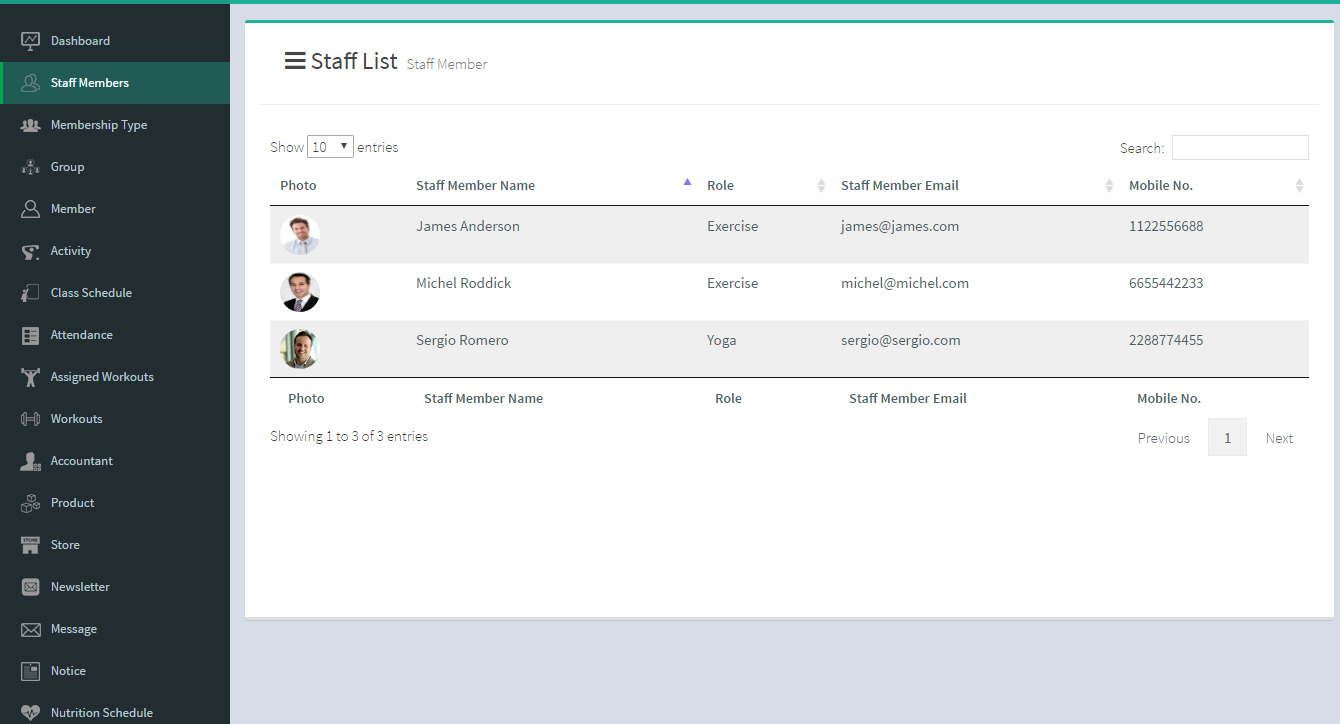 Dashboard
Staff Members
Membership Type
Group
Member
Activity
Class Schedule
Attendance
Assigned Workouts
Workouts
Accountant
Product
STORE
Store
Newsletter
Message
Notice
Nutrition Schedule
Staff List Staff Member
Show 10 entries
Search:
Photo Staff Member Name Role Staff Member Email Mobile No.
James Anderson Exercise james@james.com 1122556688
Michel Roddick Exercise michel@michel.com 6655442233
Sergio Romero Yoga sergio@sergio.com 2288774455
Photo Staff Member Name Role Staff Member Email Mobile No.
Showing 1 to 3 of 3 entries
Previous 1 Next